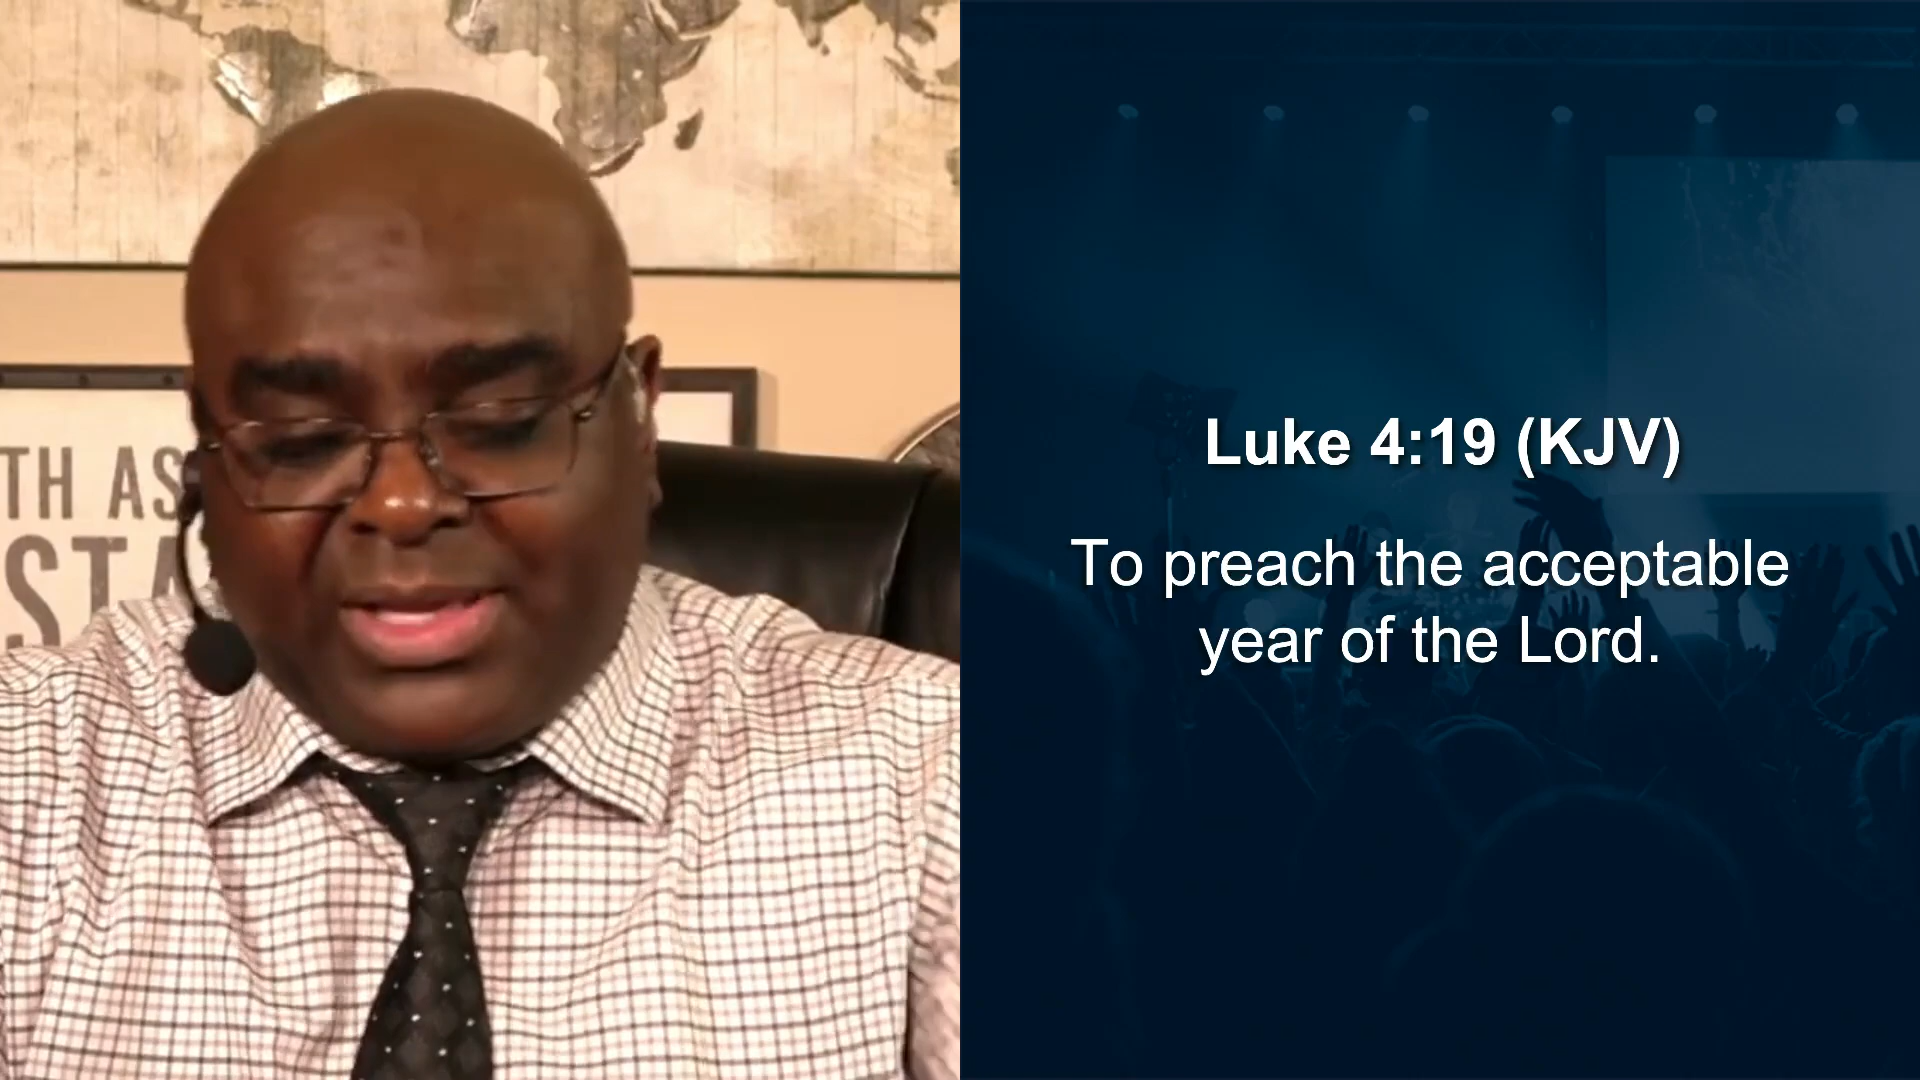 TH AS
STA
Luke 4:19 (KJV)
To preach the acceptable
year of the Lord.